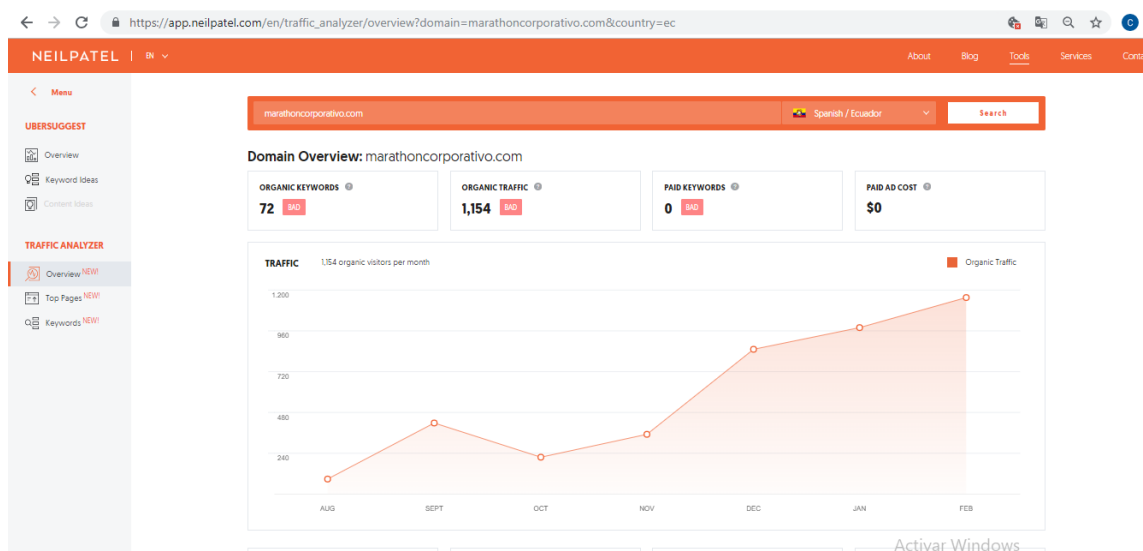 https://app.neilpatel.com/en/traffic_analyzer/overview?domain=marathoncorporativo.com&country=ec
C
NEILPATEL | EN
About Blog Tools Services
Menu
marathoncorporativo.com Spanish / Ecuador Search
UBERSUGGEST
Overview
Keyword Ideas
Content Ideas
Domain Overview: marathoncorporativo.com
ORGANIC KEYWORDS ? ORGANIC TRAFFIC ? PAID KEYWORDS ? PAID AD COST ?
72 BAD 1,154 BAD 0 BAD $0
TRAFFIC ANALYZER
Overview NEW!
Top Pages NEW!
Keywords NEW!
TRAFFIC 1,154 organic visitors per month Organic Traffic
1.200
960
720
480
240
AUG SEPT OCT NOV DEC JAN FEB
Activar Windows